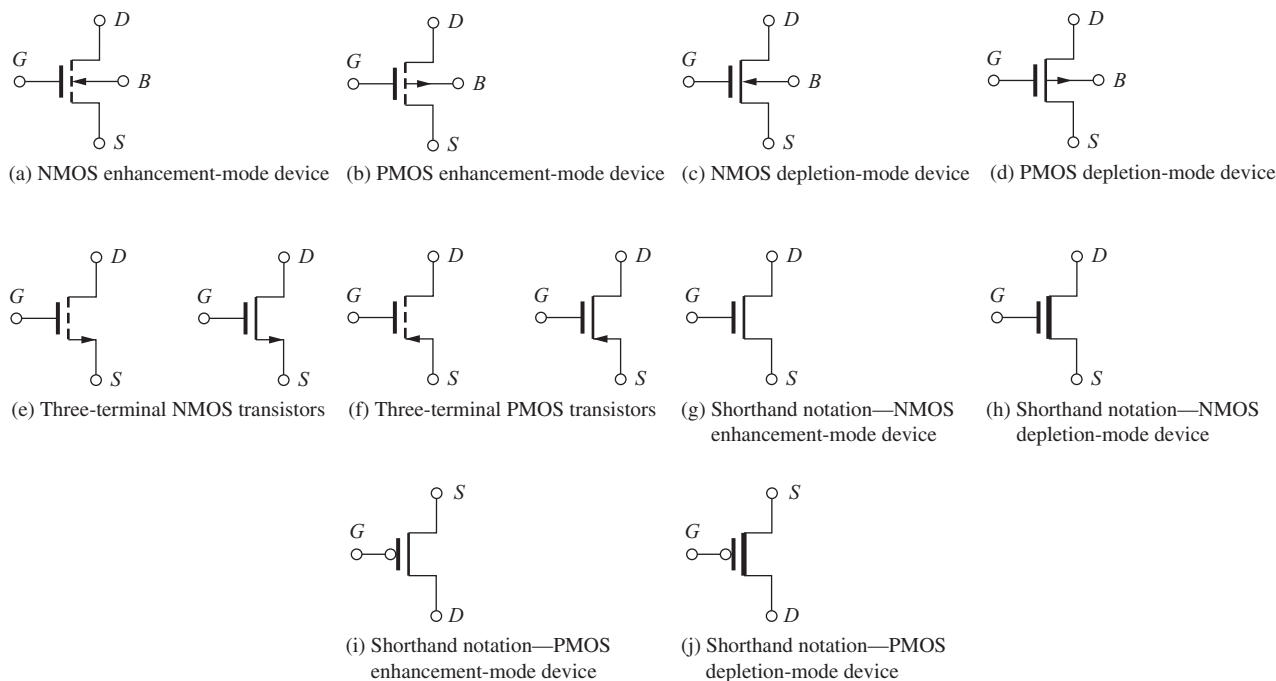 D
G
B
S
(a) NMOS enhancement-mode device
D
G
B
S
(b) PMOS enhancement-mode device
D
G
B
S
(c) NMOS depletion-mode device
D
G
B
S
(d) PMOS depletion-mode device
D
G
S
D
G
S
(e) Three-terminal NMOS transistors
D
G
S
D
G
S
(f) Three-terminal PMOS transistors
D
G
S
(g) Shorthand notation—NMOS
enhancement-mode device
D
G
S
(h) Shorthand notation—NMOS
depletion-mode device
S
G
D
(i) Shorthand notation—PMOS
enhancement-mode device
S
G
D
(j) Shorthand notation—PMOS
depletion-mode device